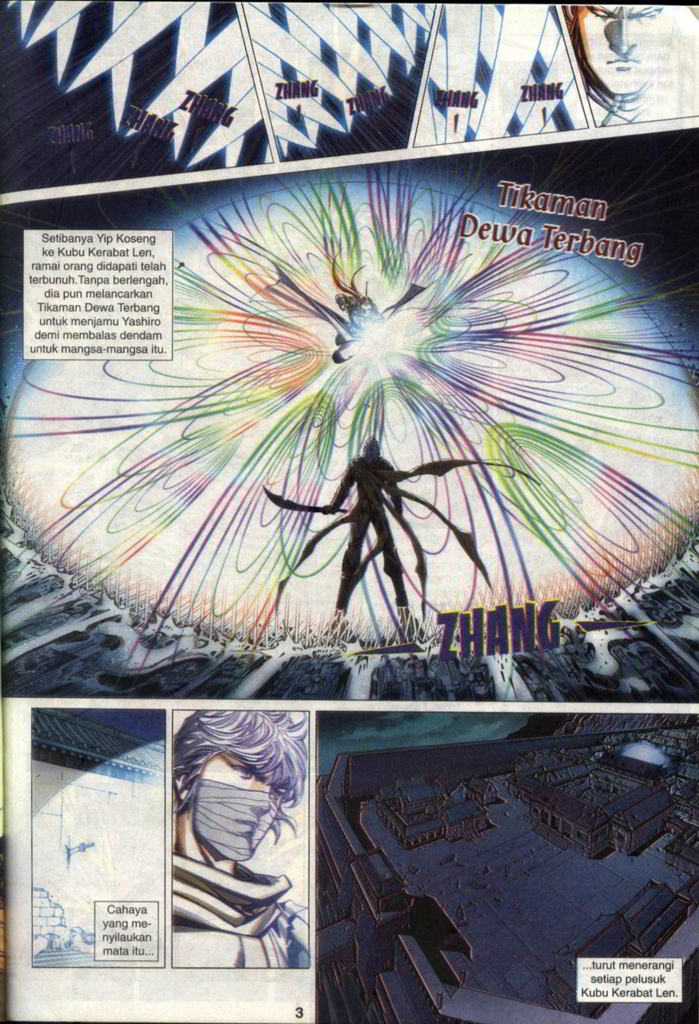 ZHANG
ZHANG
ZHANG
ZHANG
ZHANG
ZHANG
ZHANG
Tikaman
Dewa Terbang
Setibanya Yip Koseng
ke Kubu Kerabat Len,
ramai orang didapati telah
terbunuh.Tanpa berlengah,
dia pun melancarkan
Tikaman Dewa Terbang
untuk menjamu Yashiro
demi membalas dendam
untuk mangsa-mangsa itu.
ZHANG
Cahaya
yang me-
nyilaukan
mata itu...
...turut menerangi
setiap pelusuk
Kubu Kerabat Len.
3